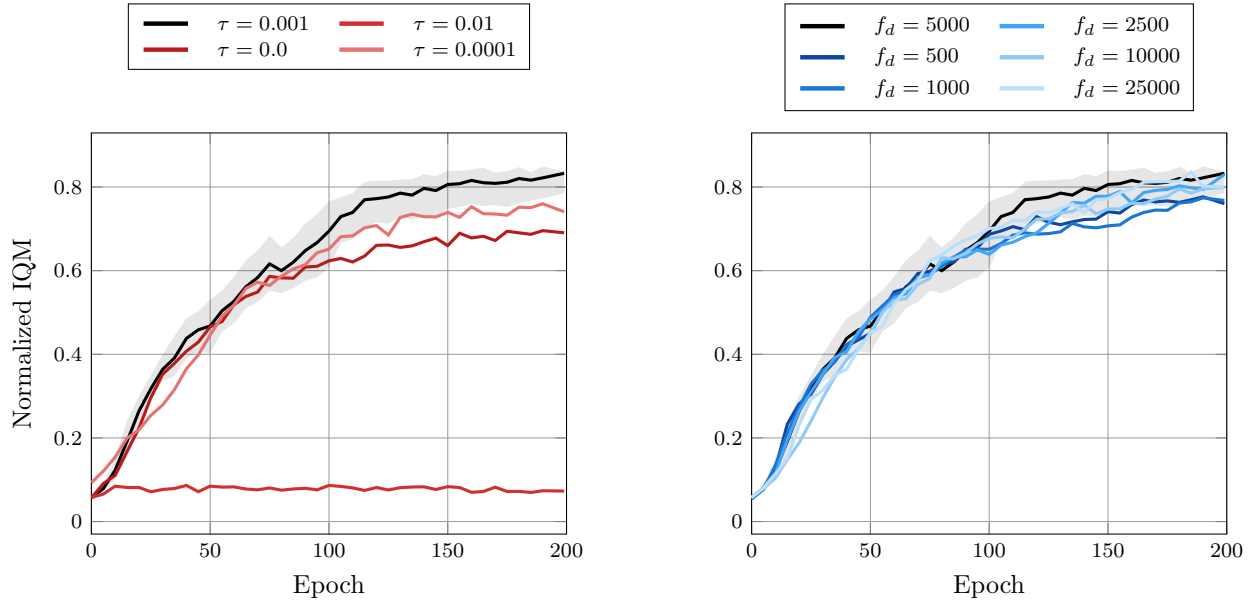 τ = 0.001 τ = 0.01
τ = 0.0 τ = 0.0001
f_d = 5000 f_d = 2500
f_d = 500 f_d = 10000
f_d = 1000 f_d = 25000
0.8
0.6
0.4
0.2
0
Normalized IQM
0 50 100 150 200
Epoch
0.8
0.6
0.4
0.2
0
0 50 100 150 200
Epoch